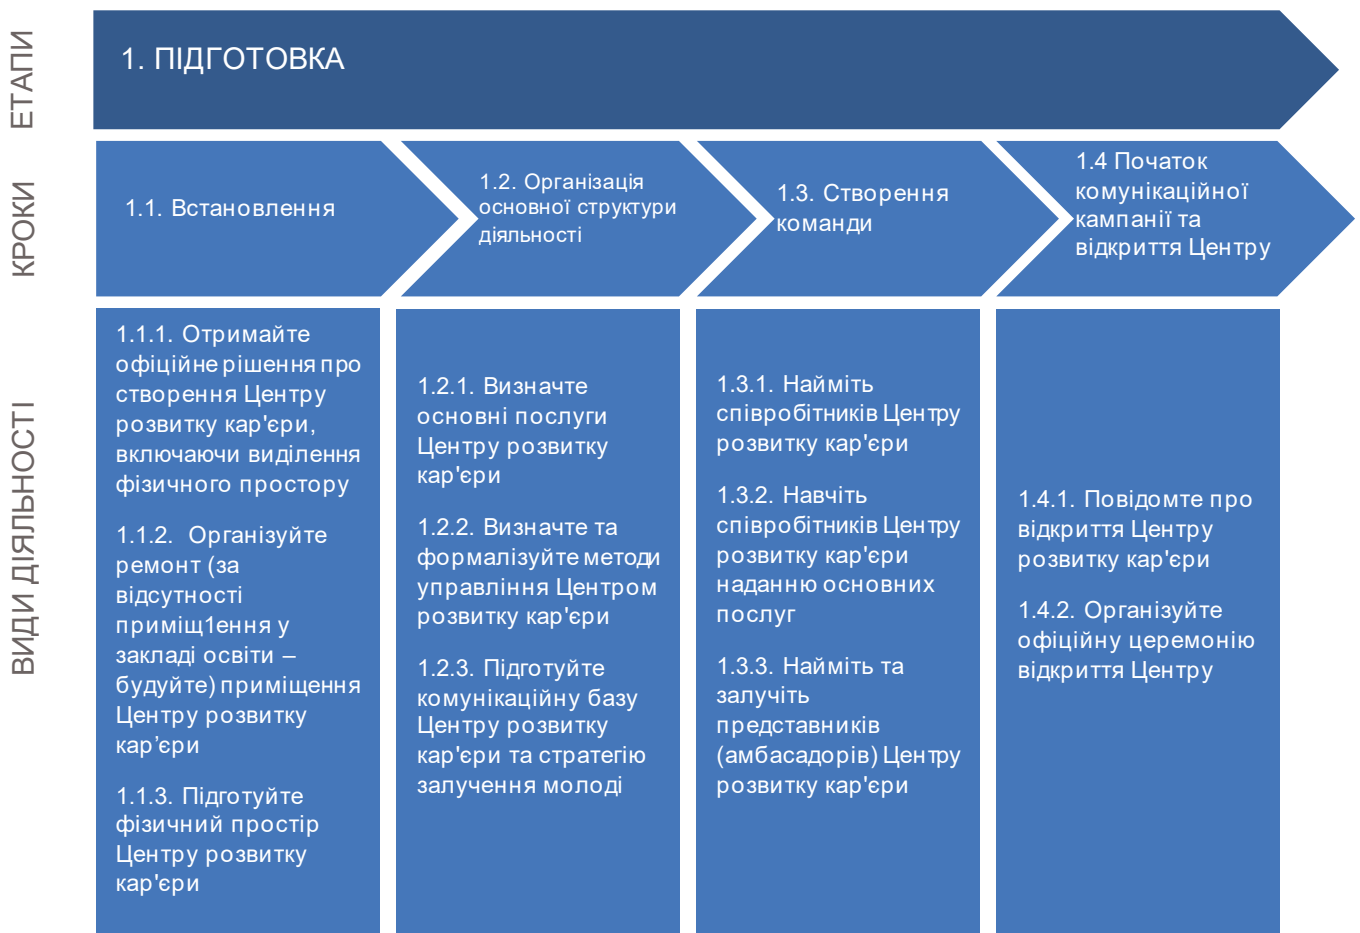 ЕТАПИ
1. ПІДГОТОВКА
КРОКИ
1.1. Встановлення
1.2. Організація
основної структури
діяльності
1.3. Створення
команди
1.4 Початок
комунікаційної
кампанії та
відкриття Центру
ВИДИ ДІЯЛЬНОСТІ
1.1.1. Отримайте
офіційне рішення про
створення Центру
розвитку кар'єри,
включаючи виділення
фізичного простору
1.1.2. Організуйте
ремонт (за
відсутності
приміщ1ення у
закладі освіти –
будуйте) приміщення
Центру розвитку
кар’єри
1.1.3. Підготуйте
фізичний простір
Центру розвитку
кар'єри
1.2.1. Визначте
основні послуги
Центру розвитку
кар'єри
1.2.2. Визначте та
формалізуйте методи
управління Центром
розвитку кар'єри
1.2.3. Підготуйте
комунікаційну базу
Центру розвитку
кар'єри та стратегію
залучення молоді
1.3.1. Найміть
співробітників Центру
розвитку кар'єри
1.3.2. Навчіть
співробітників Центру
розвитку кар'єри
наданню основних
послуг
1.3.3. Найміть та
залучіть
представників
(амбасадорів) Центру
розвитку кар'єри
1.4.1. Повідомте про
відкриття Центру
розвитку кар'єри
1.4.2. Організуйте
офіційну церемонію
відкриття Центру